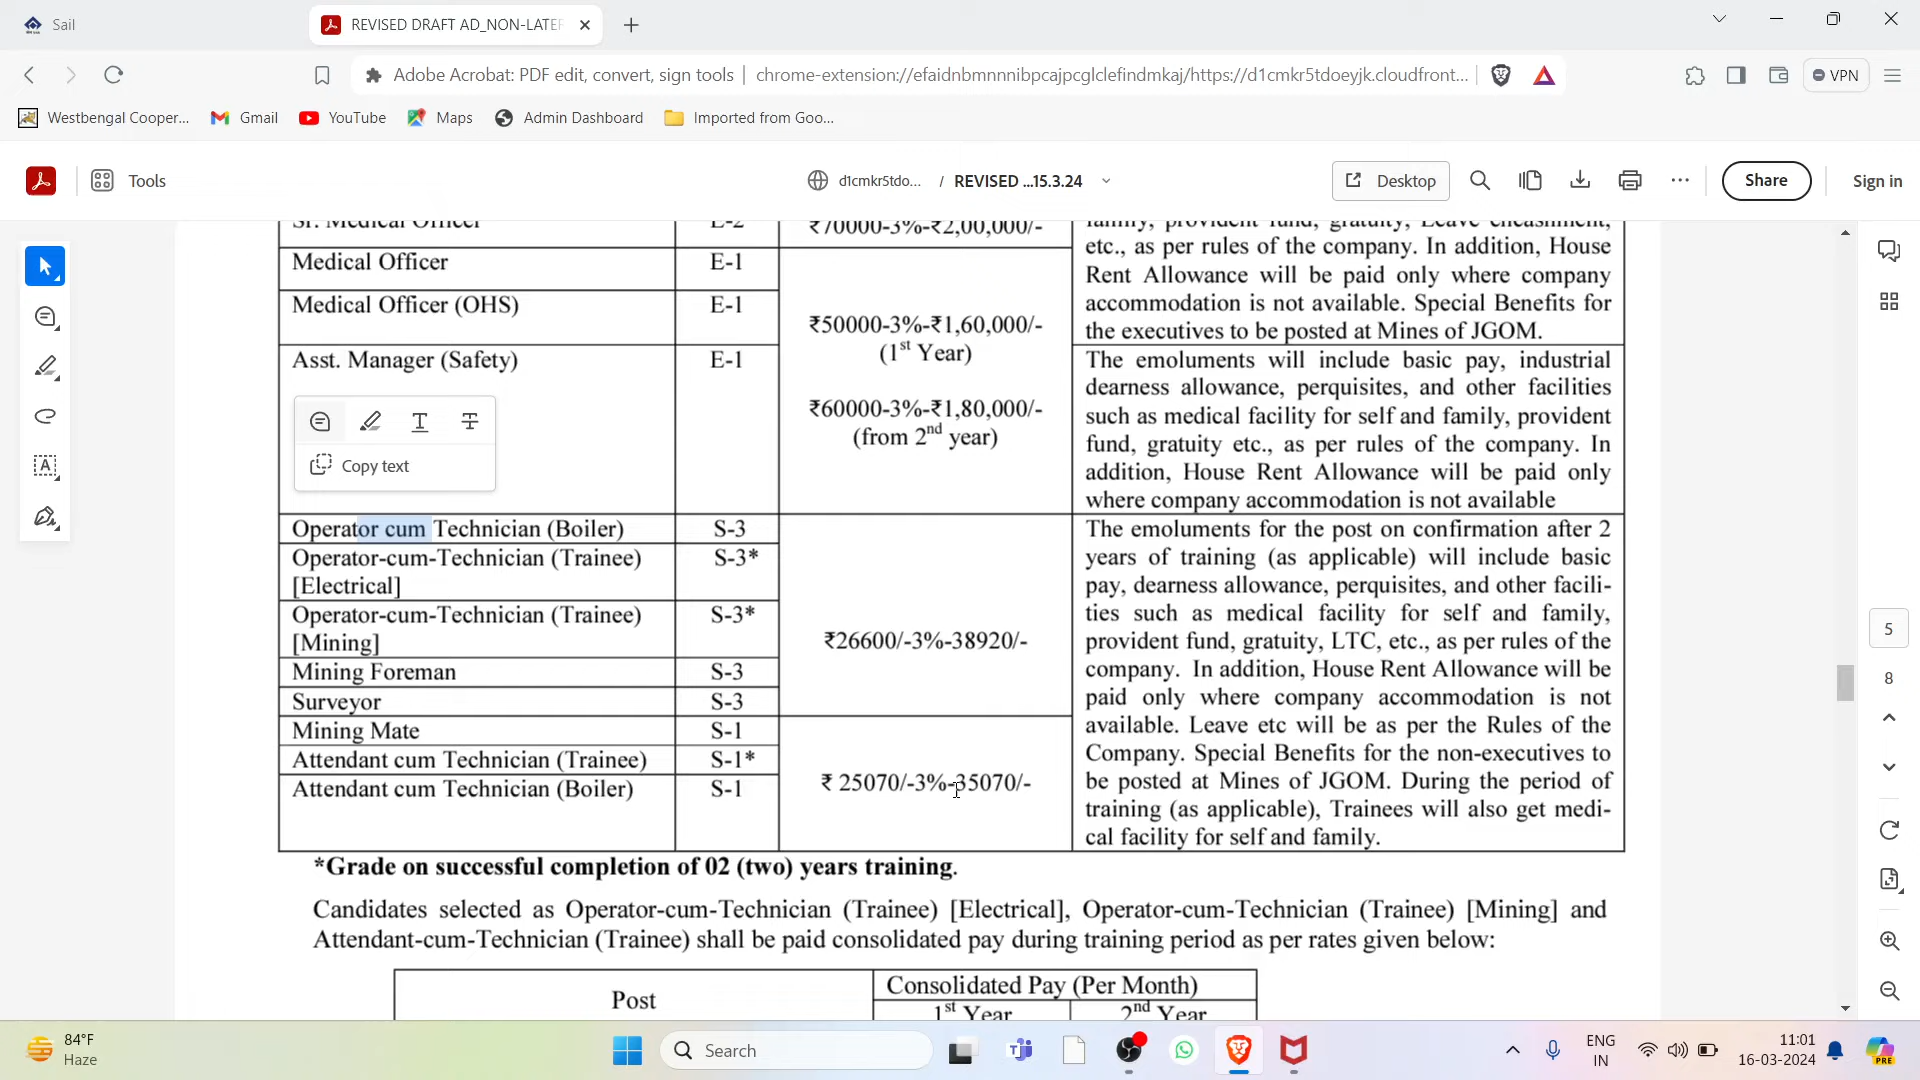 Sail
REVISED DRAFT AD_NON-LATE
Adobe Acrobat: PDF edit, convert, sign tools
chrome-extension://efaidnbmnnnibpcajpcglclefindmkaj/https://d1cmkr5tdoeyjk.cloudfront...
VPN
Westbengal Cooper...
Gmail
YouTube
Maps
Admin Dashboard
Imported from Goo...
Tools
d1cmkr5tdo... / REVISED ...15.3.24
Desktop
Share
Sign in
Sr. Medical Officer E-2 ₹70000-3%-₹2,00,000/-
Medical Officer E-1
Medical Officer (OHS) E-1
₹50000-3%-₹1,60,000/-
(1st Year)
Asst. Manager (Safety) E-1
₹60000-3%-₹1,80,000/-
(from 2nd year)
family, provident fund, gratuity, Leave encashment,
etc., as per rules of the company. In addition, House
Rent Allowance will be paid only where company
accommodation is not available. Special Benefits for
the executives to be posted at Mines of JGOM.
The emoluments will include basic pay, industrial
dearness allowance, perquisites, and other facilities
such as medical facility for self and family, provident
fund, gratuity etc., as per rules of the company. In
addition, House Rent Allowance will be paid only
where company accommodation is not available
Copy text
Operator cum Technician (Boiler) S-3
Operator-cum-Technician (Trainee) S-3*
[Electrical]
Operator-cum-Technician (Trainee) S-3*
[Mining]
Mining Foreman S-3
Surveyor S-3
₹26600/-3%-38920/-
Mining Mate S-1
Attendant cum Technician (Trainee) S-1*
Attendant cum Technician (Boiler) S-1
₹ 25070/-3%-35070/-
The emoluments for the post on confirmation after 2
years of training (as applicable) will include basic
pay, dearness allowance, perquisites, and other facili-
ties such as medical facility for self and family,
provident fund, gratuity, LTC, etc., as per rules of the
company. In addition, House Rent Allowance will be
paid only where company accommodation is not
available. Leave etc will be as per the Rules of the
Company. Special Benefits for the non-executives to
be posted at Mines of JGOM. During the period of
training (as applicable), Trainees will also get medi-
cal facility for self and family.
*Grade on successful completion of 02 (two) years training.
Candidates selected as Operator-cum-Technician (Trainee) [Electrical], Operator-cum-Technician (Trainee) [Mining] and
Attendant-cum-Technician (Trainee) shall be paid consolidated pay during training period as per rates given below:
Post
Consolidated Pay (Per Month)
1st Year 2nd Year
5
8
84°F
Haze
Search
ENG
IN
11:01
16-03-2024
PRE